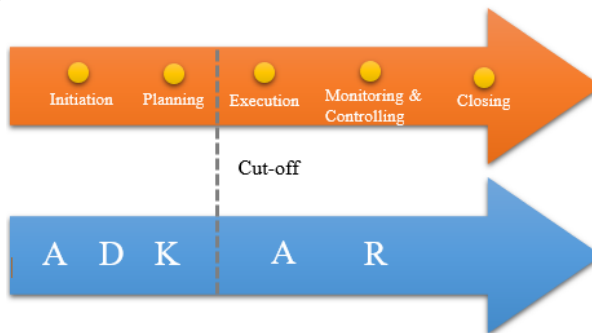 Initiation Planning Execution Monitoring & Closing
Controlling
Cut-off
A D K A R